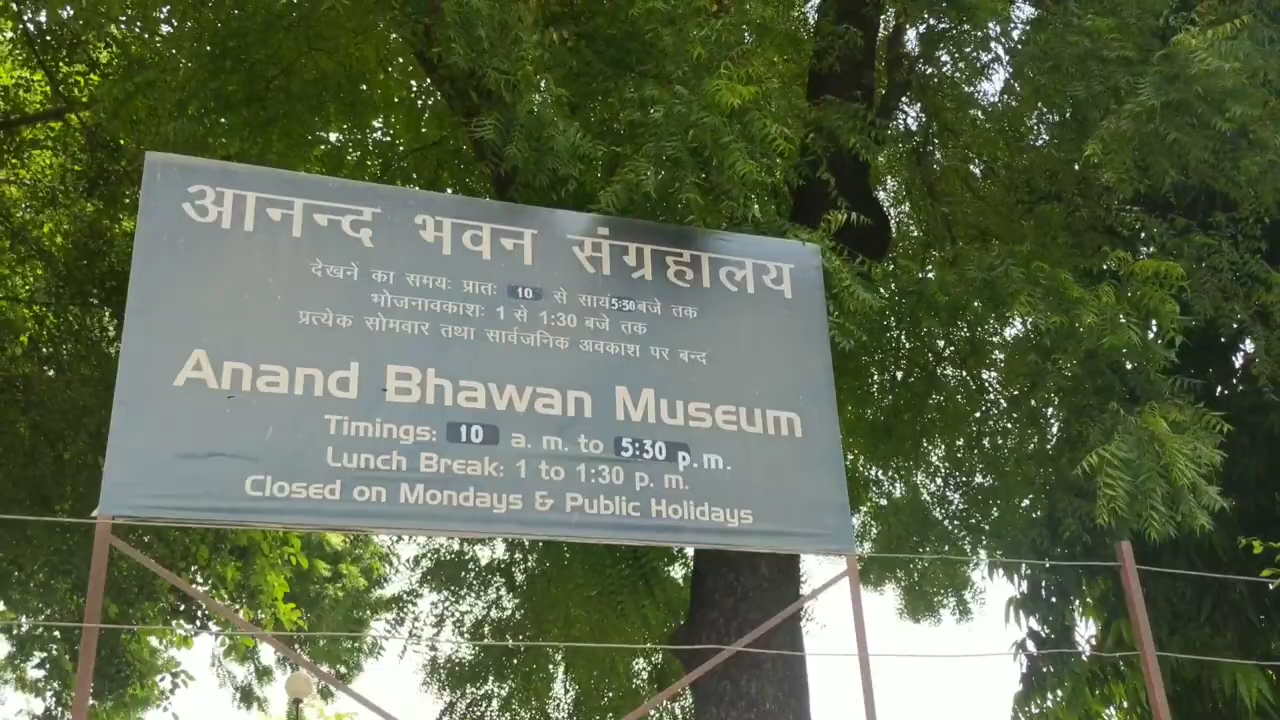 आनन्द भवन संग्रहालय
देखनें का समयः प्रातः 10 से सायं 5:30 बजे तक
भोजनावकाशः 1 से 1:30 बजे तक
प्रत्येक सोमवार तथा सार्वजनिक अवकाश पर बन्द
Anand Bhawan Museum
Timings: 10 a. m. to 5:30 p.m.
Lunch Break: 1 to 1:30 p. m.
Closed on Mondays & Public Holidays